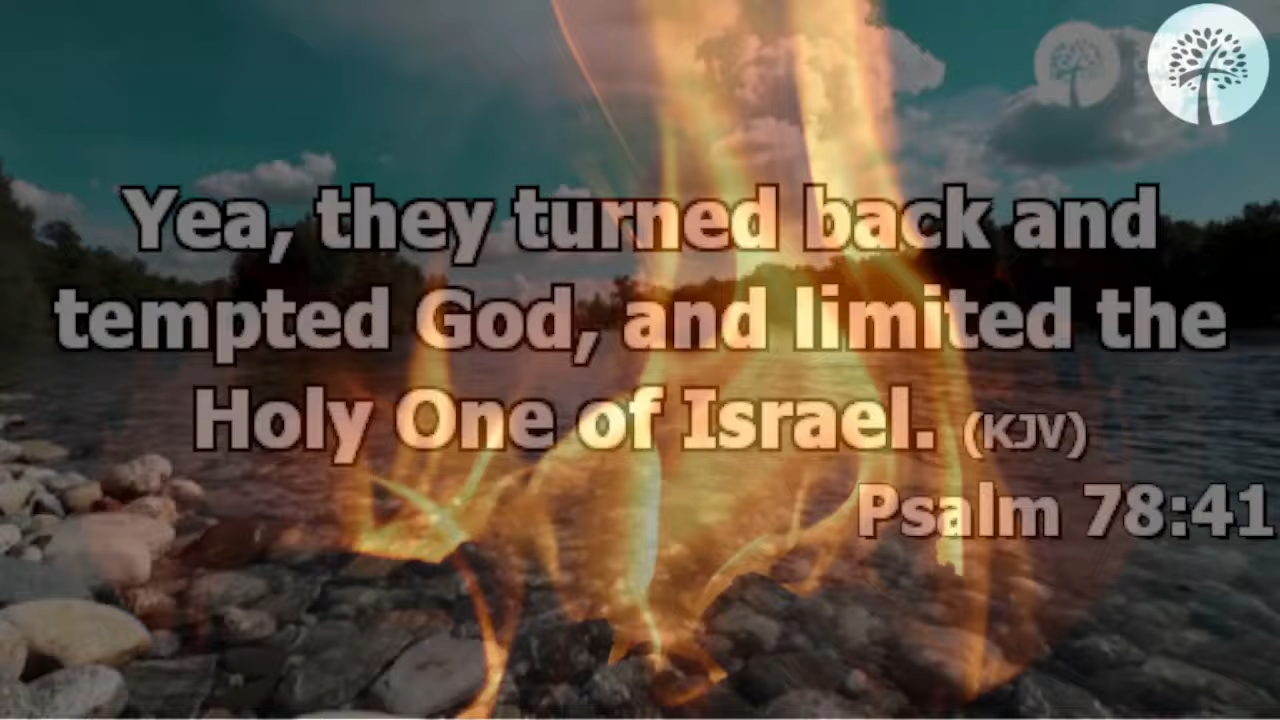 Yea, they turned back and
tempted God, and limited the
Holy One of Israel. (KJV)
Psalm 78:41